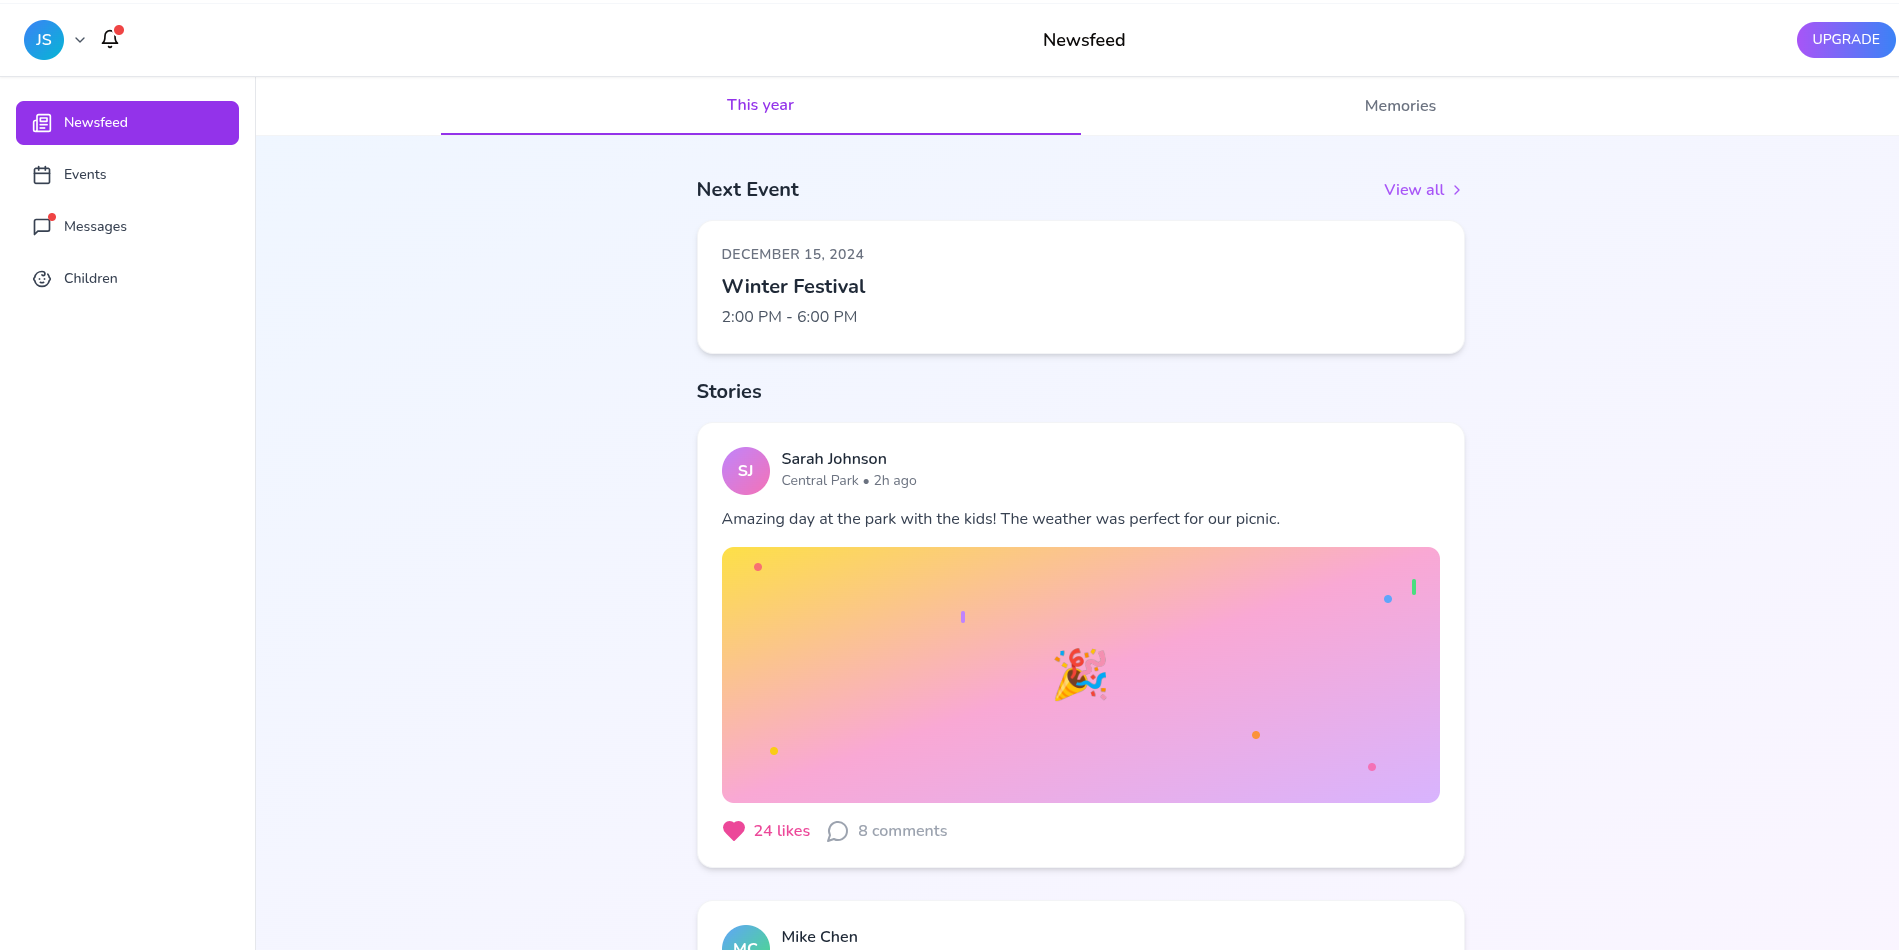 JS
Newsfeed
UPGRADE
Newsfeed
Events
Messages
Children
This year
Memories
Next Event
View all
DECEMBER 15, 2024
Winter Festival
2:00 PM - 6:00 PM
Stories
SJ
Sarah Johnson
Central Park • 2h ago
Amazing day at the park with the kids! The weather was perfect for our picnic.
24 likes
8 comments
MC
Mike Chen